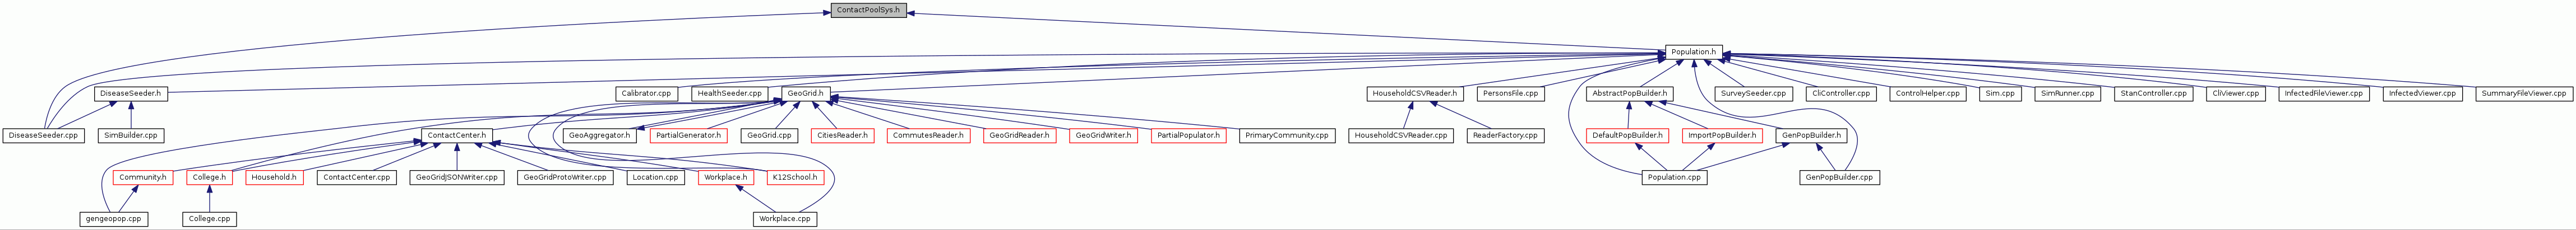 ContactPoolSys.h
Population.h
DiseaseSeeder.h
Calibrator.cpp
HealthSeeder.cpp
GeoGrid.h
HouseholdCSVReader.h
PersonsFile.cpp
AbstractPopBuilder.h
SurveySeeder.cpp
CliController.cpp
ControlHelper.cpp
Sim.cpp
SimRunner.cpp
StanController.cpp
CliViewer.cpp
InfectedFileViewer.cpp
InfectedViewer.cpp
SummaryFileViewer.cpp
DiseaseSeeder.cpp
SimBuilder.cpp
ContactCenter.h
GeoAggregator.h
PartialGenerator.h
GeoGrid.cpp
CitiesReader.h
CommutesReader.h
GeoGridReader.h
GeoGridWriter.h
PartialPopulator.h
PrimaryCommunity.cpp
HouseholdCSVReader.cpp
ReaderFactory.cpp
DefaultPopBuilder.h
ImportPopBuilder.h
GenPopBuilder.h
Community.h
College.h
Household.h
ContactCenter.cpp
GeoGridJSONWriter.cpp
GeoGridProtoWriter.cpp
Location.cpp
Workplace.h
K12School.h
Population.cpp
GenPopBuilder.cpp
gengeopop.cpp
College.cpp
Workplace.cpp